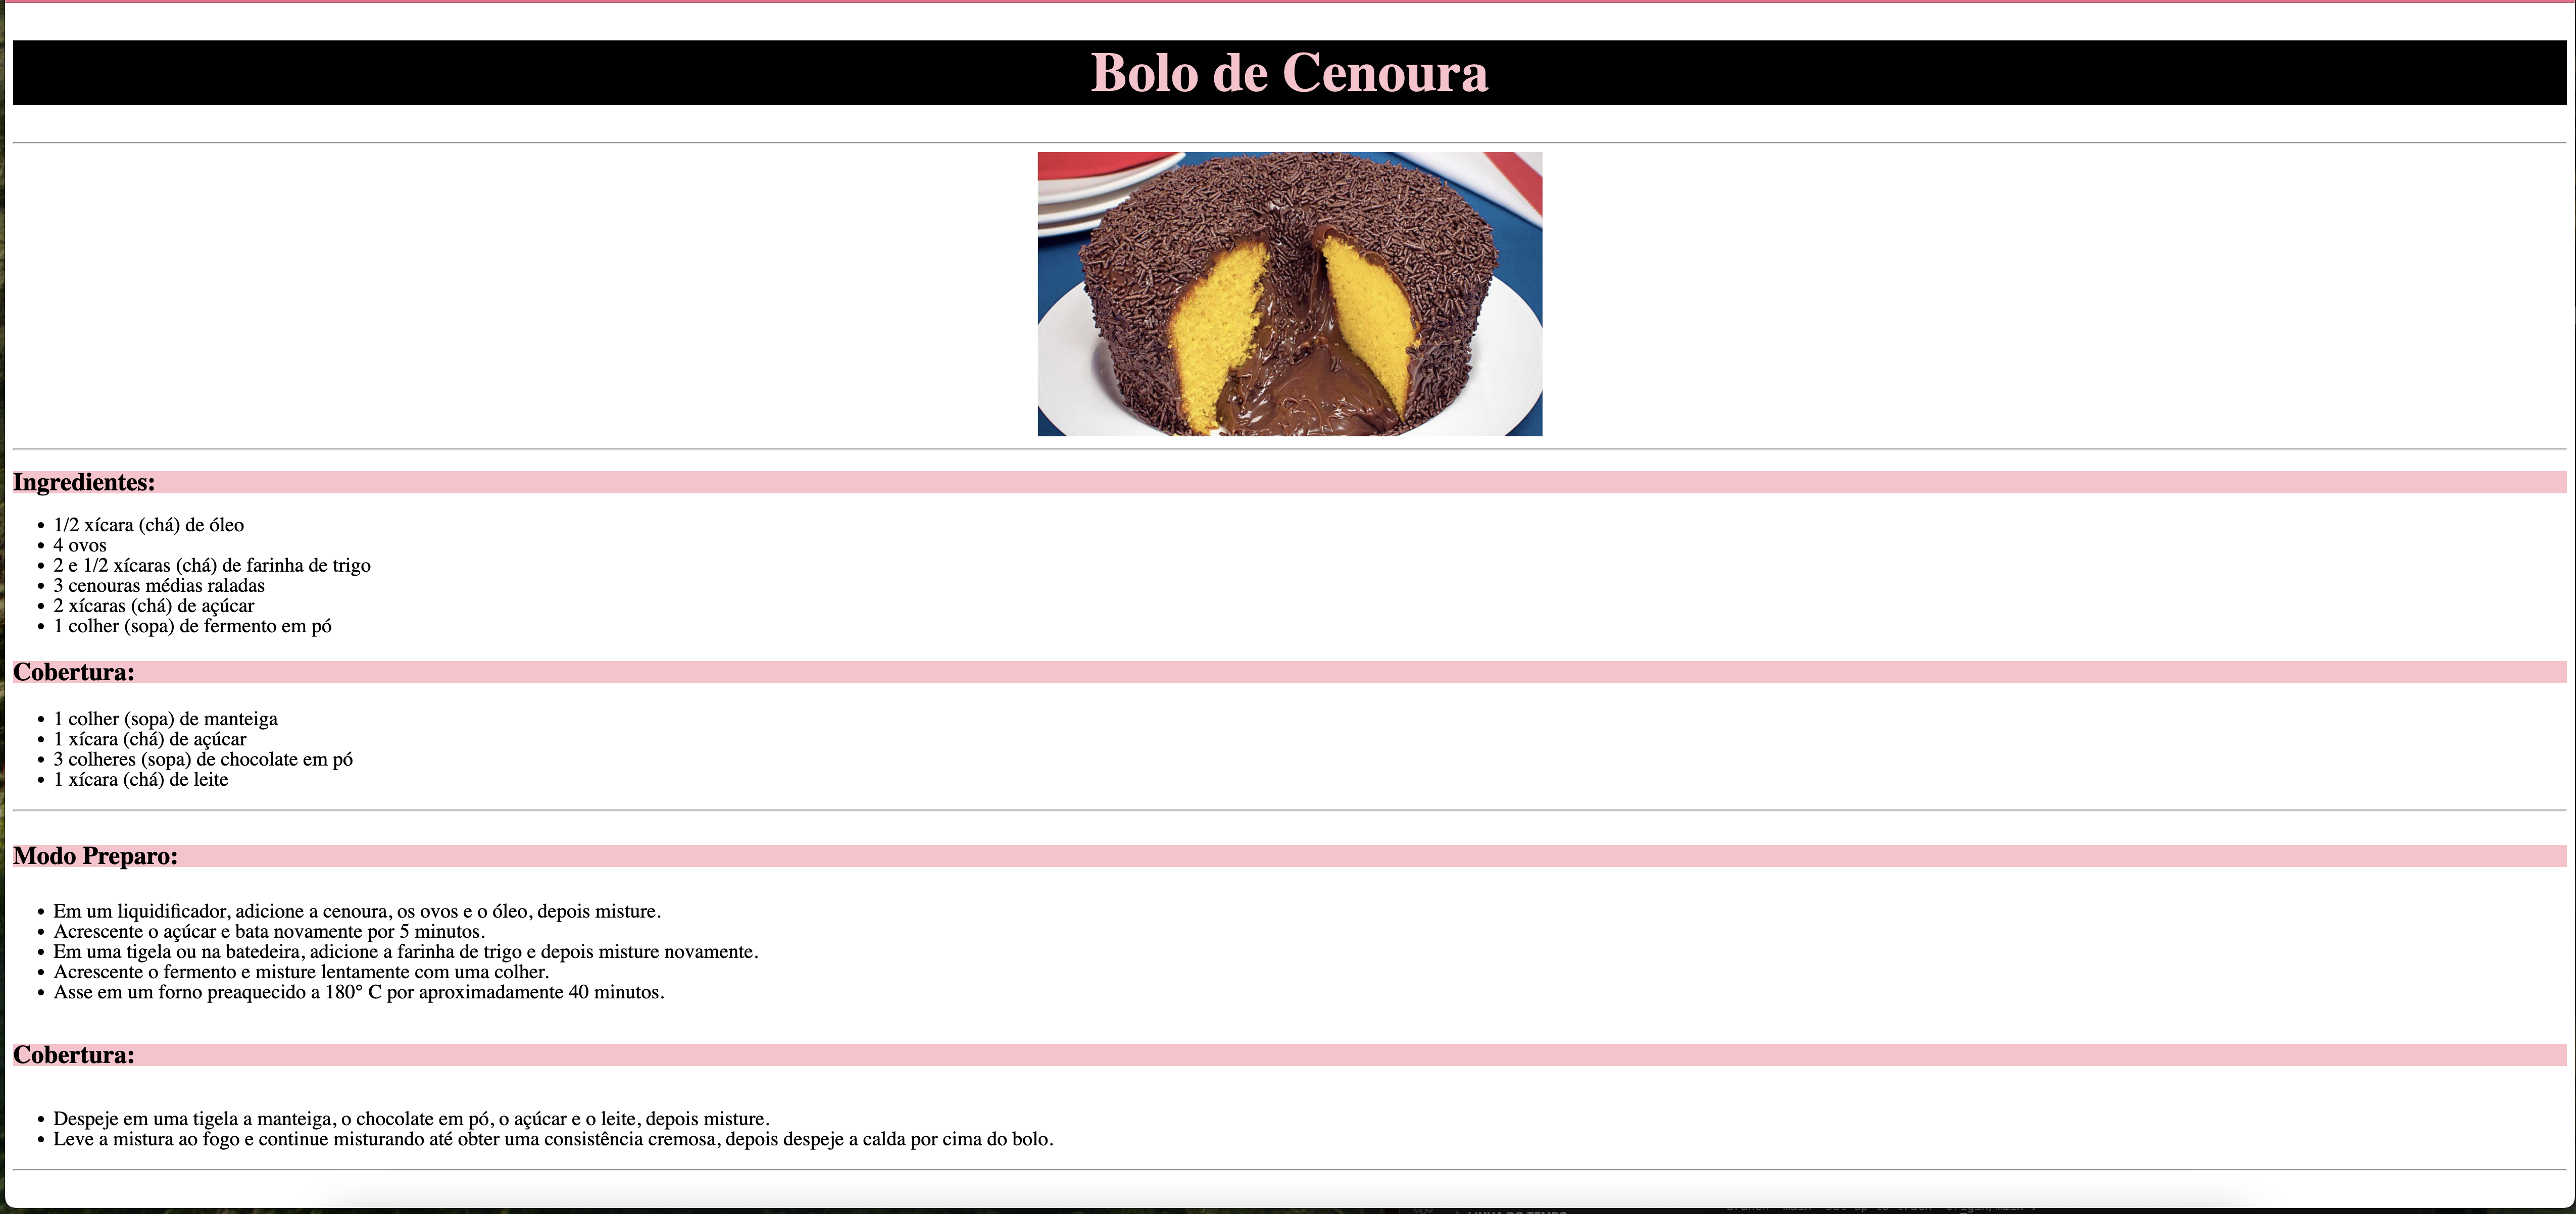 Bolo de Cenoura
Ingredientes:
• 1/2 xícara (chá) de óleo
• 4 ovos
• 2 e 1/2 xícaras (chá) de farinha de trigo
• 3 cenouras médias raladas
• 2 xícaras (chá) de açúcar
• 1 colher (sopa) de fermento em pó
Cobertura:
• 1 colher (sopa) de manteiga
• 1 xícara (chá) de açúcar
• 3 colheres (sopa) de chocolate em pó
• 1 xícara (chá) de leite
Modo Preparo:
• Em um liquidificador, adicione a cenoura, os ovos e o óleo, depois misture.
• Acrescente o açúcar e bata novamente por 5 minutos.
• Em uma tigela ou na batedeira, adicione a farinha de trigo e depois misture novamente.
• Acrescente o fermento e misture lentamente com uma colher.
• Asse em um forno preaquecido a 180° C por aproximadamente 40 minutos.
Cobertura:
• Despeje em uma tigela a manteiga, o chocolate em pó, o açúcar e o leite, depois misture.
• Leve a mistura ao fogo e continue misturando até obter uma consistência cremosa, depois despeje a calda por cima do bolo.